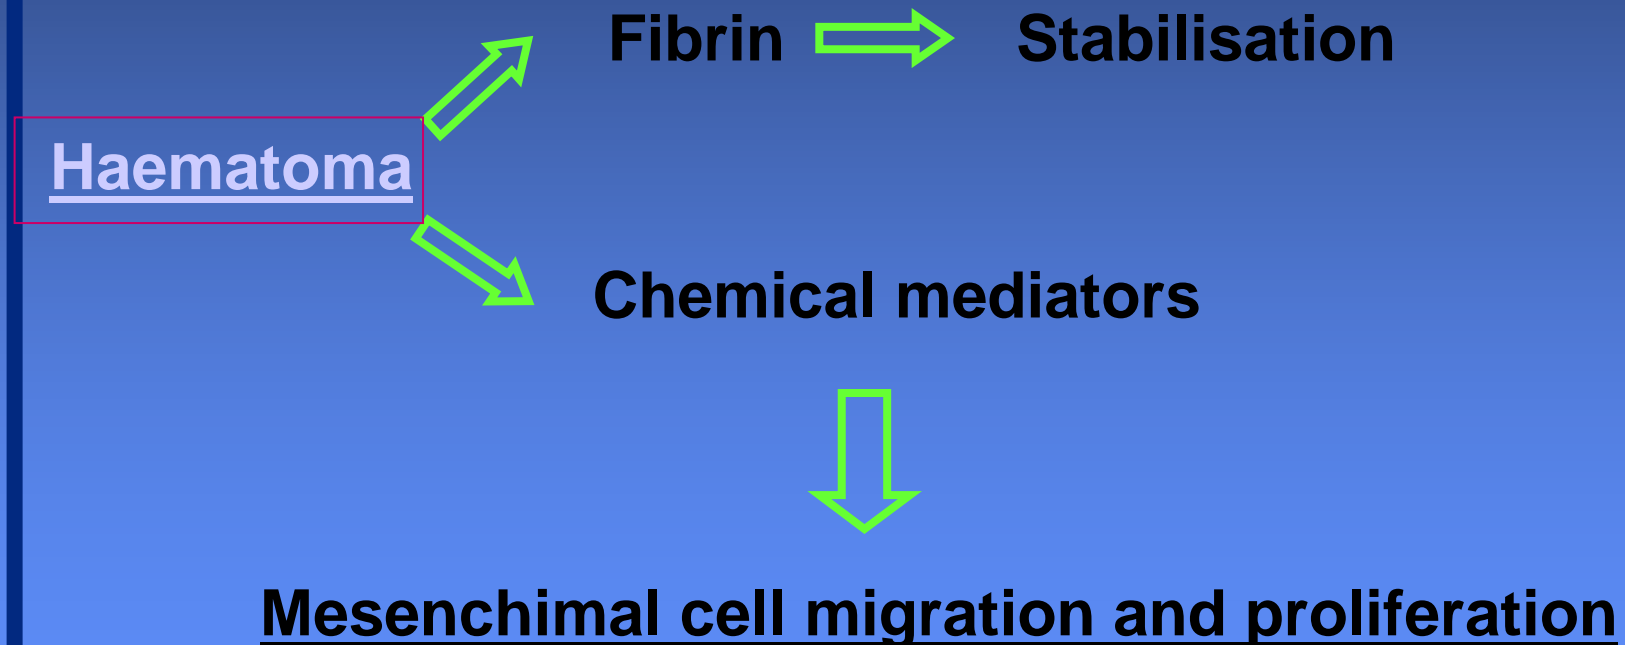 Fibrin Stabilisation
Haematoma
Chemical mediators
Mesenchimal cell migration and proliferation